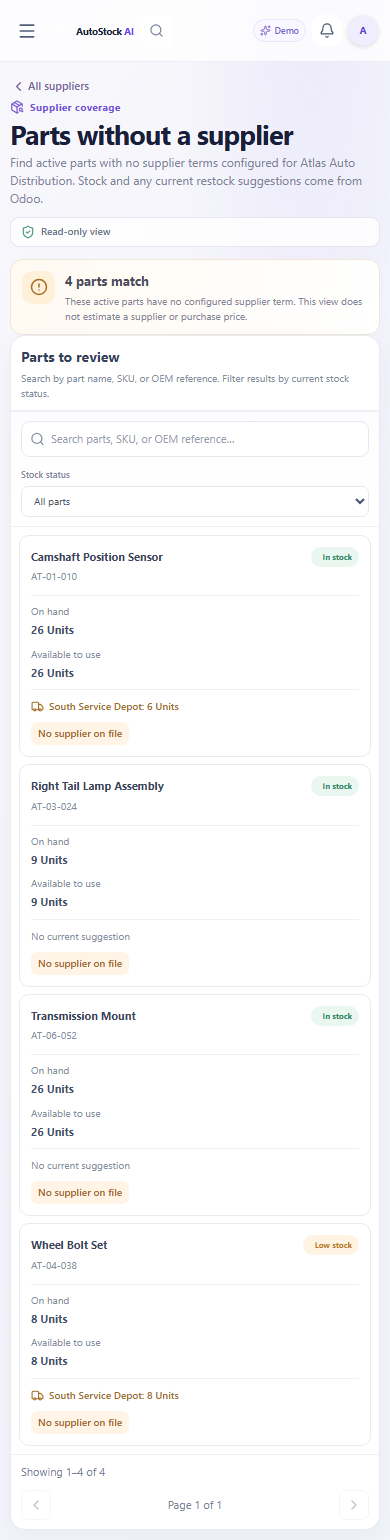 AutoStock AI
Demo
A
All suppliers
Supplier coverage
Parts without a supplier
Find active parts with no supplier terms configured for Atlas Auto
Distribution. Stock and any current restock suggestions come from
Odoo.
Read-only view
4 parts match
These active parts have no configured supplier term. This view does
not estimate a supplier or purchase price.
Parts to review
Search by part name, SKU, or OEM reference. Filter results by current stock
status.
Search parts, SKU, or OEM reference...
Stock status
All parts
Camshaft Position Sensor
In stock
AT-01-010
On hand
26 Units
Available to use
26 Units
South Service Depot: 6 Units
No supplier on file
Right Tail Lamp Assembly
In stock
AT-03-024
On hand
9 Units
Available to use
9 Units
No current suggestion
No supplier on file
Transmission Mount
In stock
AT-06-052
On hand
26 Units
Available to use
26 Units
No current suggestion
No supplier on file
Wheel Bolt Set
Low stock
AT-04-038
On hand
8 Units
Available to use
8 Units
South Service Depot: 8 Units
No supplier on file
Showing 1–4 of 4
Page 1 of 1